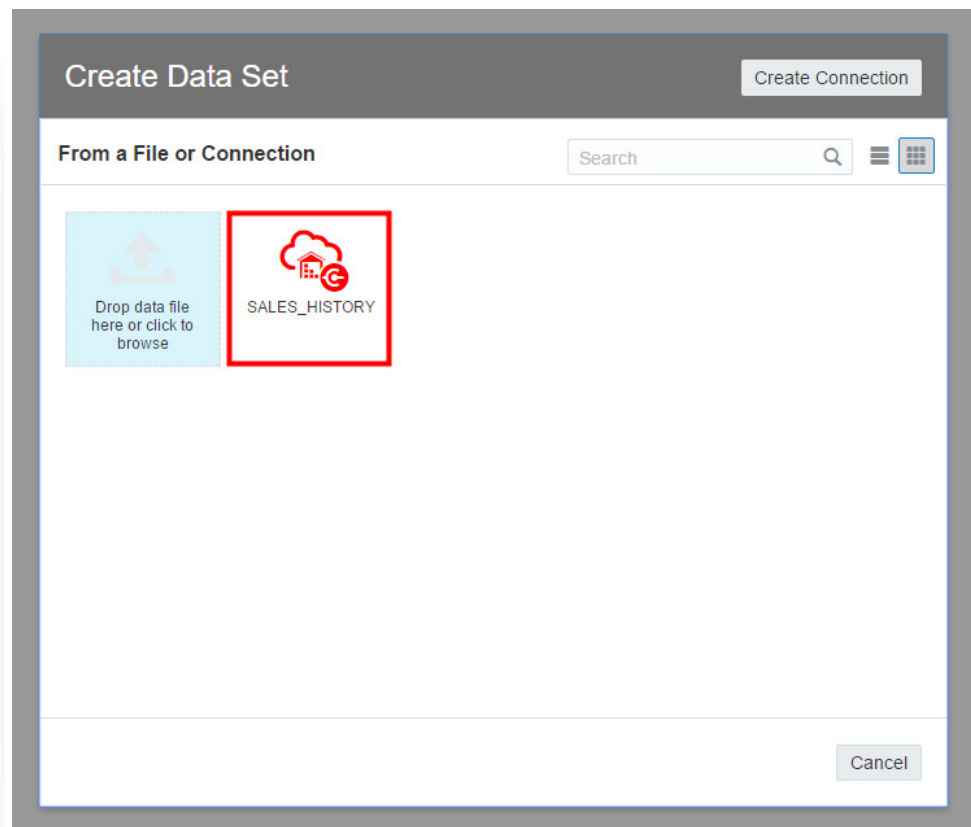 Create Data Set
Create Connection
From a File or Connection
Search
Drop data file
here or click to
browse
SALES_HISTORY
Cancel